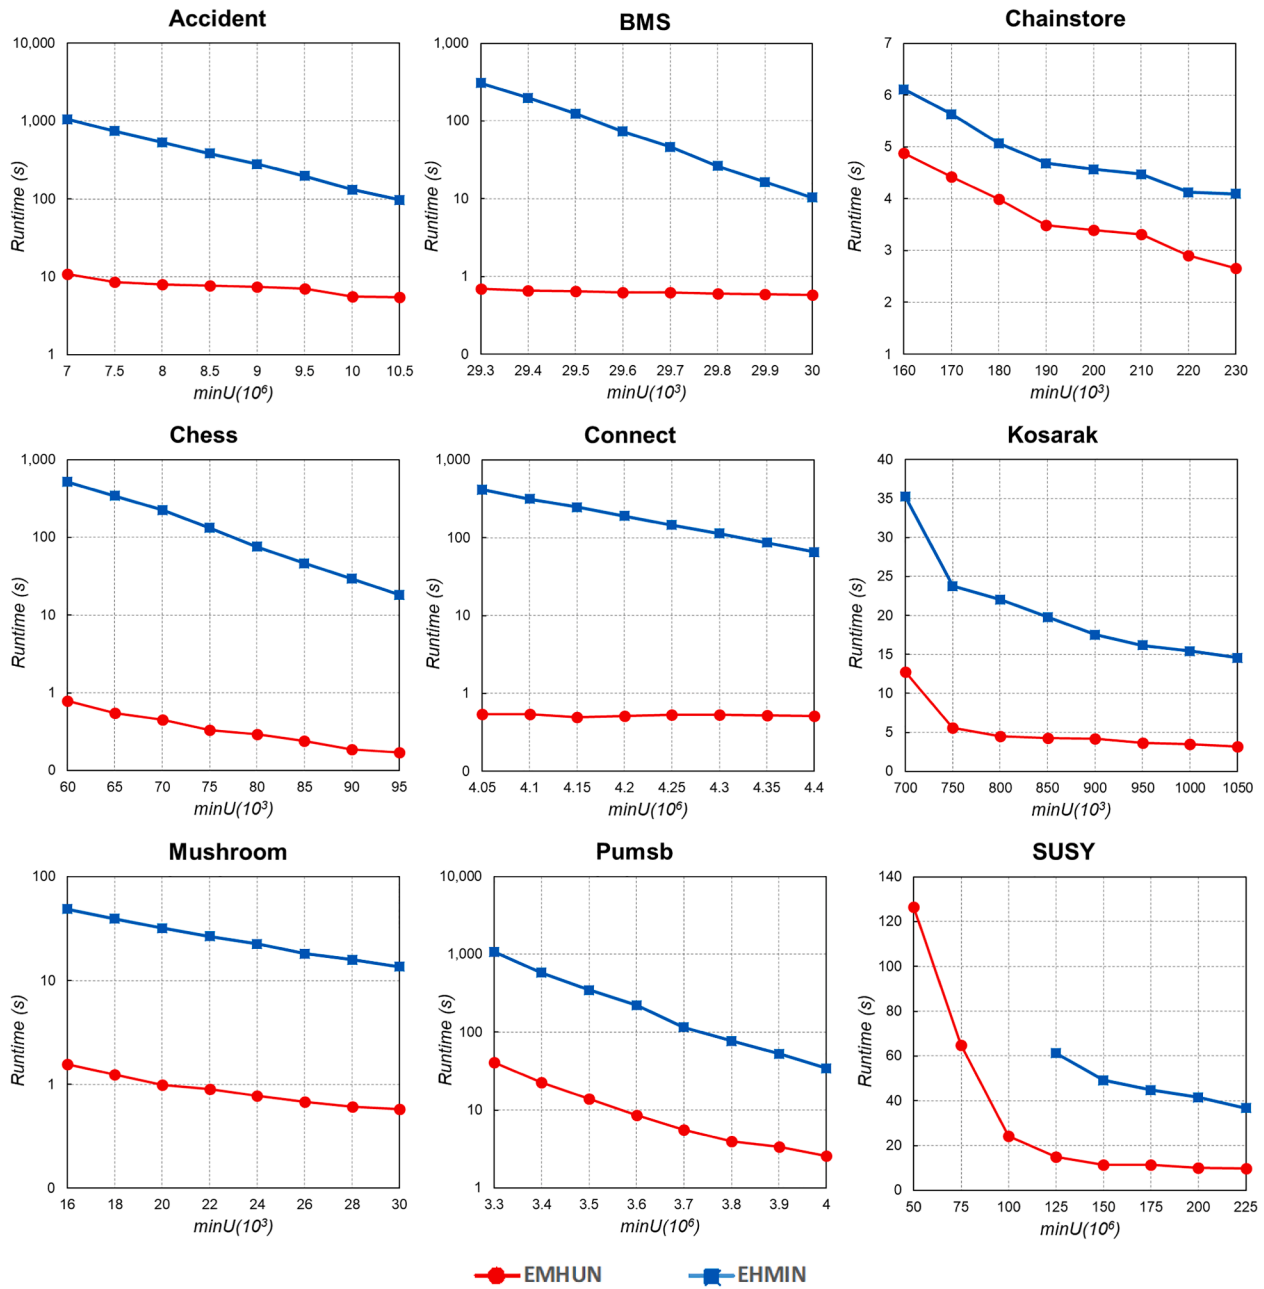 Accident
10,000
1,000
100
10
1
Runtime (s)
7 7.5 8 8.5 9 9.5 10 10.5
minU(10⁶)
BMS
1,000
100
10
1
0
Runtime (s)
29.3 29.4 29.5 29.6 29.7 29.8 29.9 30
minU(10³)
Chainstore
7
6
5
4
3
2
1
Runtime (s)
160 170 180 190 200 210 220 230
minU(10³)
Chess
1,000
100
10
1
0
Runtime (s)
60 65 70 75 80 85 90 95
minU(10³)
Connect
1,000
100
10
1
0
Runtime (s)
4.05 4.1 4.15 4.2 4.25 4.3 4.35 4.4
minU(10⁶)
Kosarak
40
35
30
25
20
15
10
5
0
Runtime (s)
700 750 800 850 900 950 1000 1050
minU(10³)
Mushroom
100
10
1
0
Runtime (s)
16 18 20 22 24 26 28 30
minU(10³)
Pumsb
10,000
1,000
100
10
1
Runtime (s)
3.3 3.4 3.5 3.6 3.7 3.8 3.9 4
minU(10⁶)
SUSY
140
120
100
80
60
40
20
0
Runtime (s)
50 75 100 125 150 175 200 225
minU(10⁶)
EMHUN EHMIN